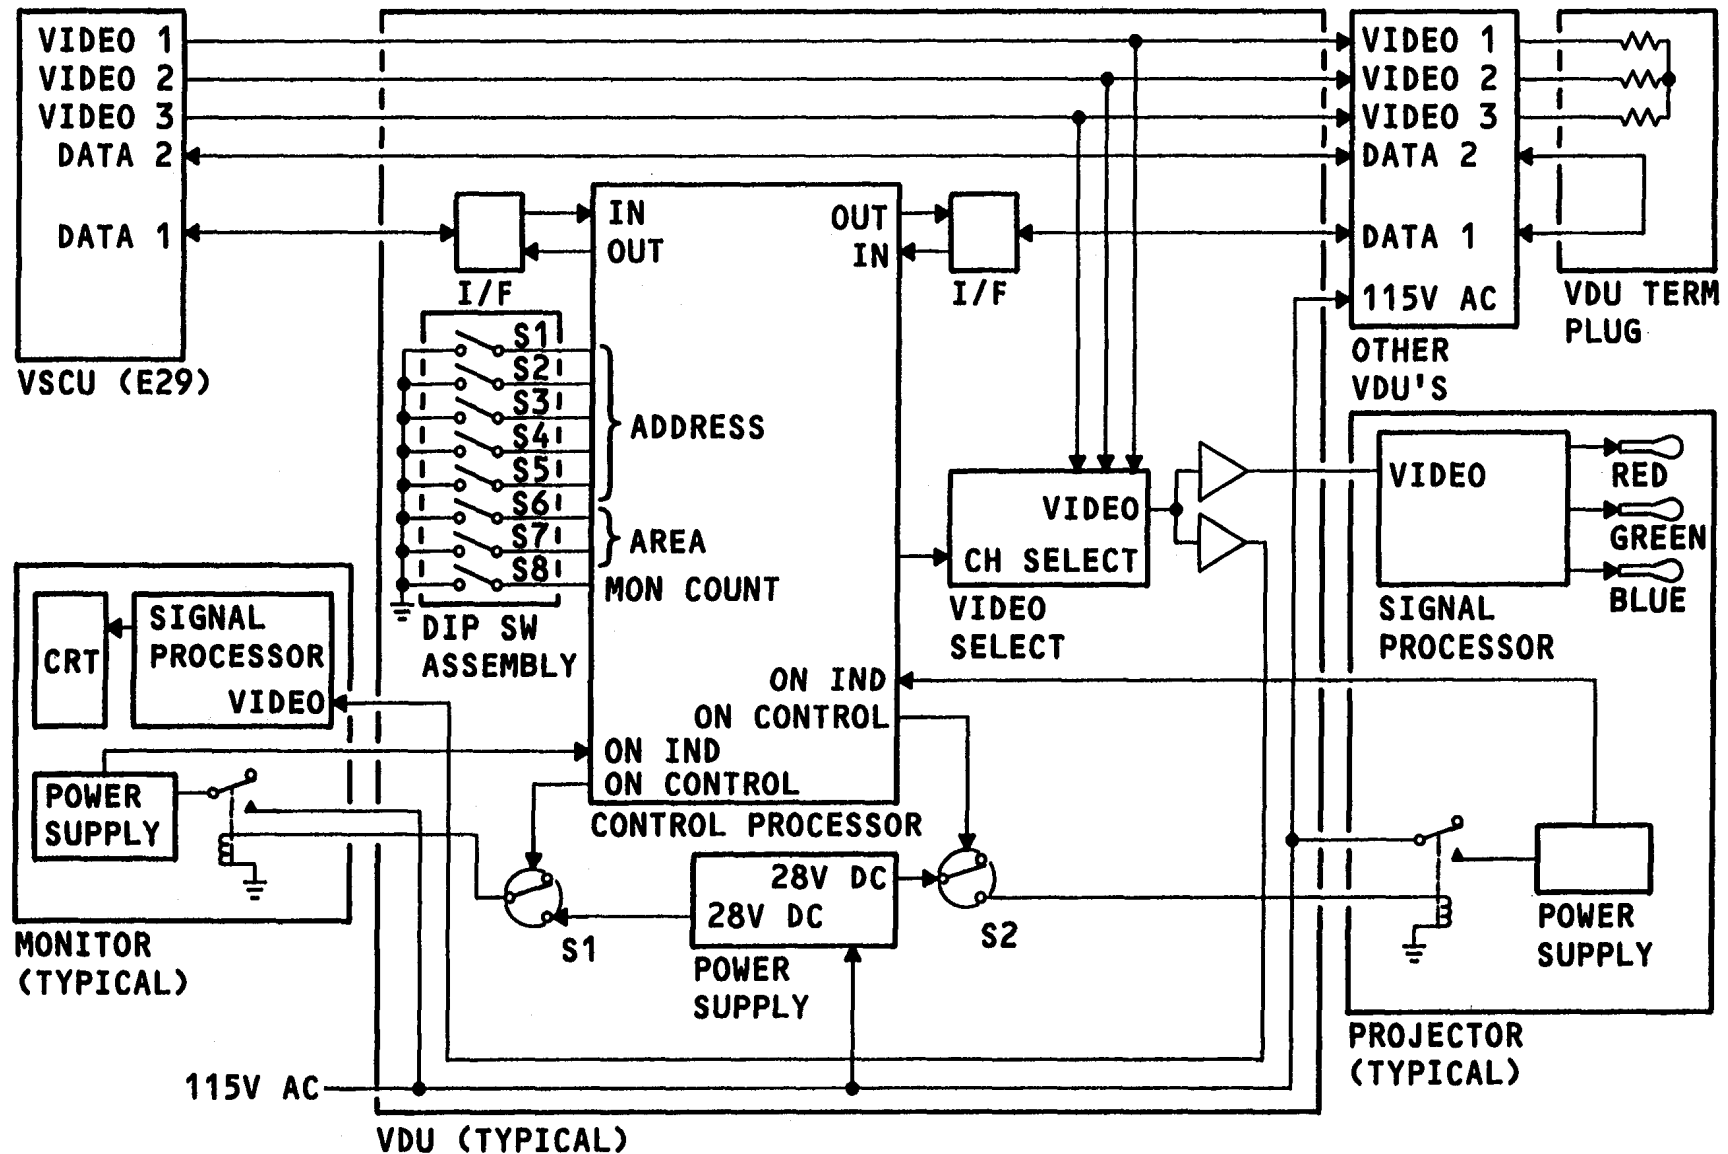 VIDEO 1
VIDEO 2
VIDEO 3
DATA 2
DATA 1
VSCU (E29)
VIDEO 1
VIDEO 2
VIDEO 3
DATA 2
DATA 1
115V AC
OTHER
VDU'S
VDU TERM
PLUG
I/F
IN
OUT
OUT
IN
I/F
S1
S2
S3
S4
S5
S6
S7
S8
ADDRESS
AREA
MON COUNT
DIP SW
ASSEMBLY
VIDEO
CH SELECT
VIDEO
SELECT
VIDEO
RED
GREEN
BLUE
SIGNAL
PROCESSOR
CRT
SIGNAL
PROCESSOR
VIDEO
POWER
SUPPLY
MONITOR
(TYPICAL)
ON IND
ON CONTROL
ON IND
ON CONTROL
CONTROL PROCESSOR
28V DC
28V DC
POWER
SUPPLY
S1
S2
POWER
SUPPLY
PROJECTOR
(TYPICAL)
115V AC
VDU (TYPICAL)